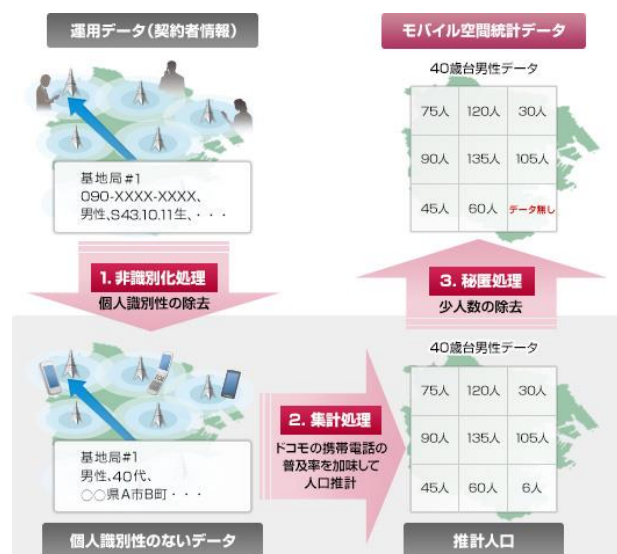 運用データ(契約者情報)
基地局#1
090-XXXX-XXXX、
男性、S43.10.11生、・・・
1. 非識別化処理
個人識別性の除去
基地局#1
男性、40代、
○○県A市B町・・・
個人識別性のないデータ
2. 集計処理
ドコモの携帯電話の
普及率を加味して
人口推計
モバイル空間統計データ
40歳台男性データ
75人 120人 30人
90人 135人 105人
45人 60人 データ無し
3. 秘匿処理
少人数の除去
40歳台男性データ
75人 120人 30人
90人 135人 105人
45人 60人 6人
推計人口